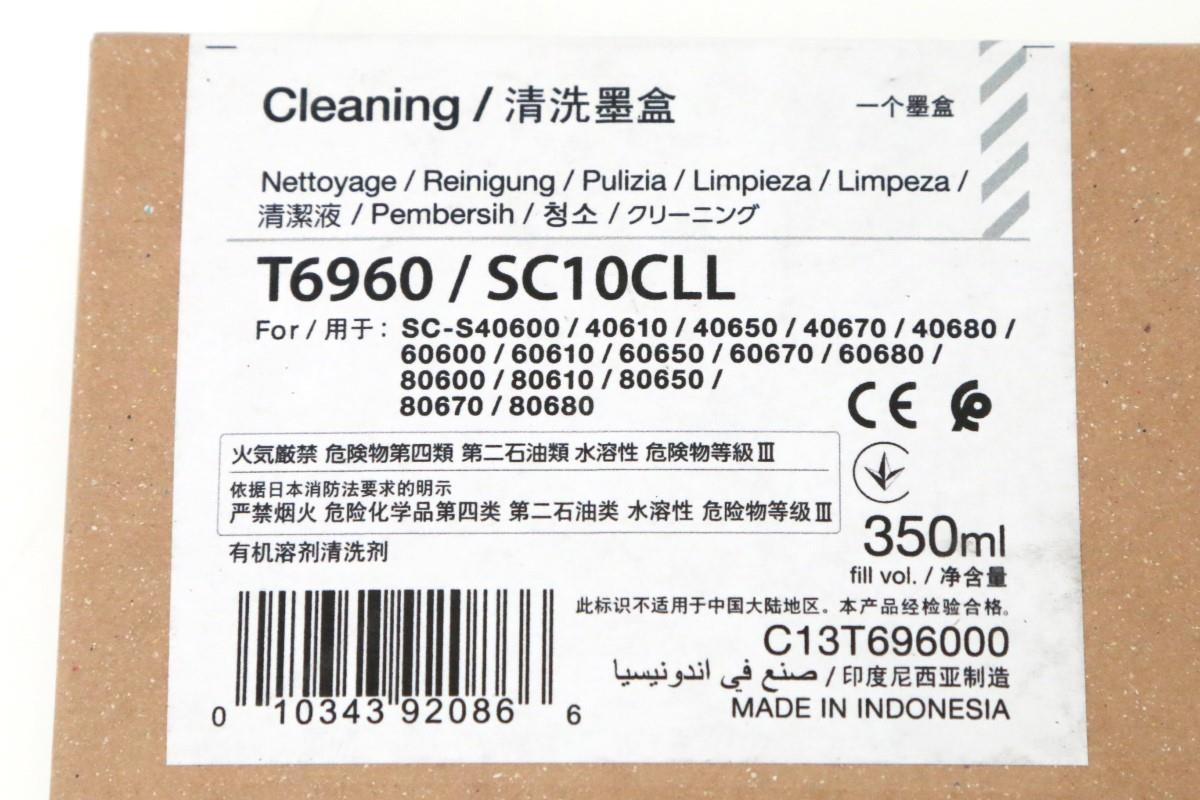 Cleaning / 清洗墨盒
一个墨盒
Nettoyage / Reinigung / Pulizia / Limpieza / Limpeza /
清潔液 / Pembersih / 청소 / クリーニング
T6960 / SC10CLL
For / 用于: SC-S40600 / 40610 / 40650 / 40670 / 40680 /
60600 / 60610 / 60650 / 60670 / 60680 /
80600 / 80610 / 80650 /
80670 / 80680
CE
火気厳禁 危険物第四類 第二石油類 水溶性 危険物等級Ⅲ
依据日本消防法要求的明示
严禁烟火 危险化学品第四类 第二石油类 水溶性 危险物等级Ⅲ
350ml
有机溶剂清洗剂
fill vol. / 净含量
此标识不适用于中国大陆地区。本产品经检验合格。
C13T696000
صنع في اندونيسيا / 印度尼西亚制造
MADE IN INDONESIA
0 10343 92086 6